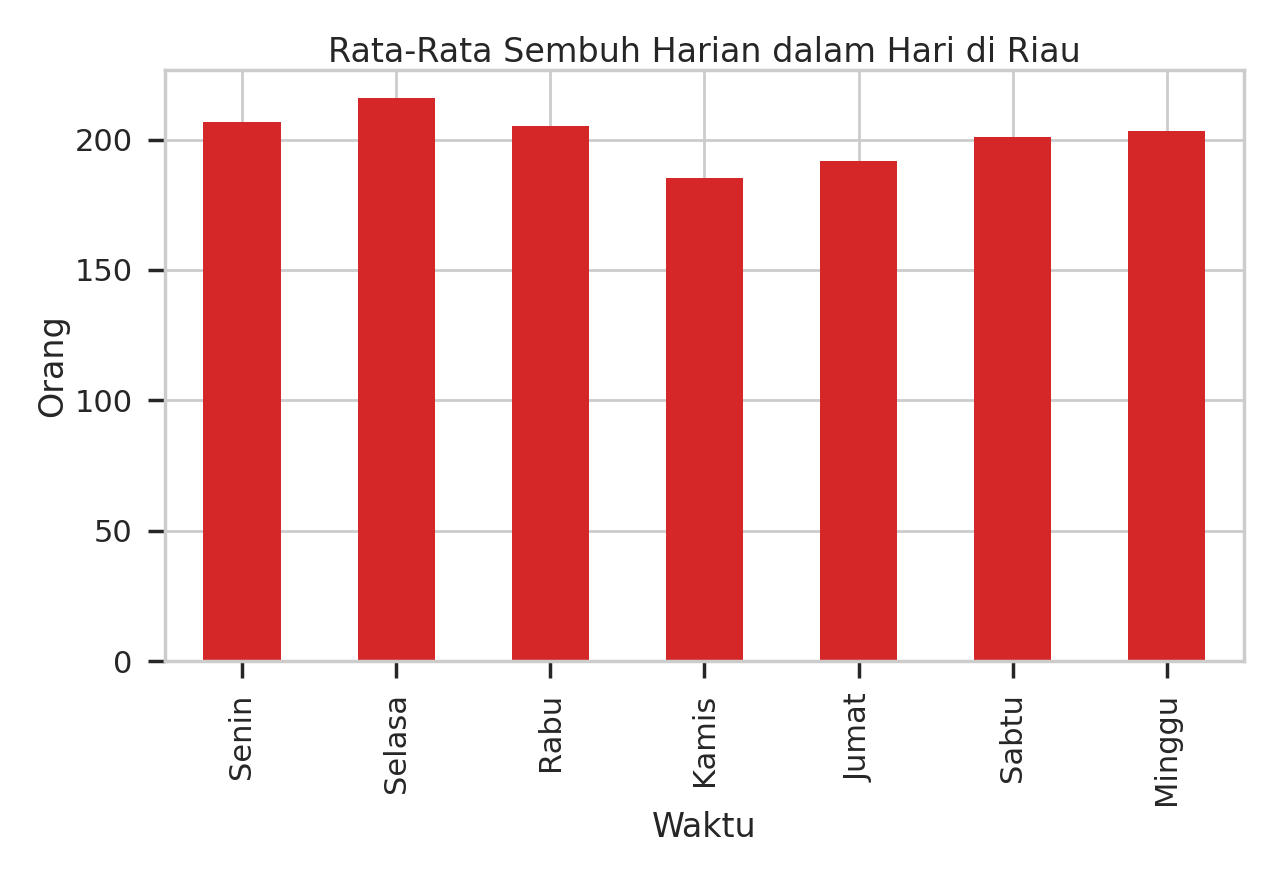 Rata-Rata Sembuh Harian dalam Hari di Riau
200
150
100
50
0
Orang
Senin
Selasa
Rabu
Kamis
Jumat
Sabtu
Minggu
Waktu